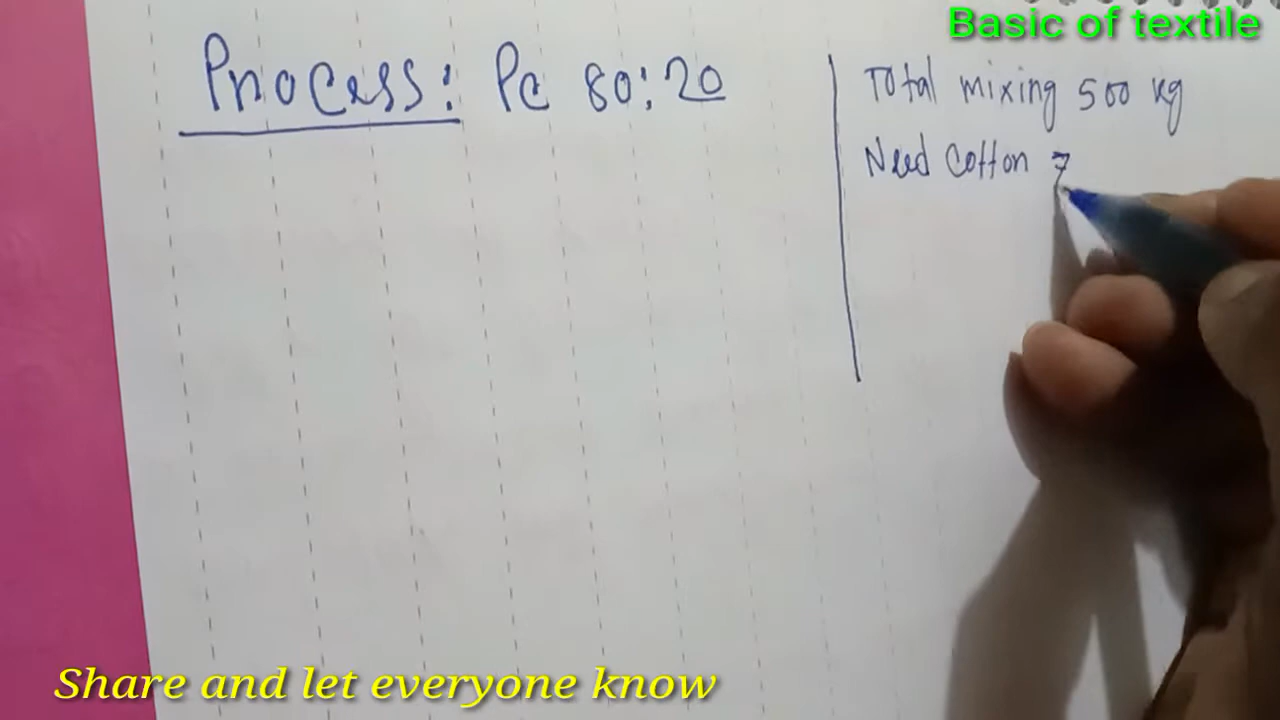 Basic of textile
Process: Pc 80:20
Total mixing 500 kg
Need Cotton ?
Share and let everyone know